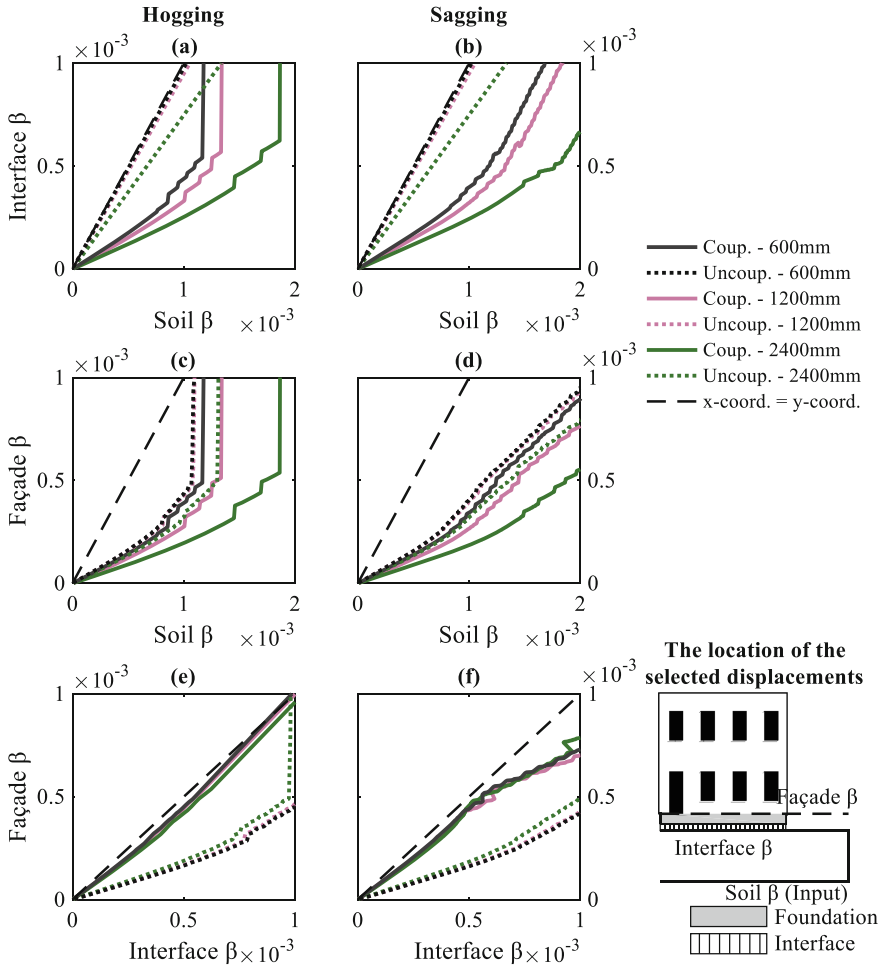 Hogging
Sagging
(a)
(b)
×10⁻³
×10⁻³
1
0.5
0
1
0.5
0
Interface β
0 1 2
0 1 2
Soil β ×10⁻³
Soil β ×10⁻³
Coup. - 600mm
Uncoup. - 600mm
Coup. - 1200mm
Uncoup. - 1200mm
Coup. - 2400mm
Uncoup. - 2400mm
x-coord. = y-coord.
(c)
(d)
×10⁻³
×10⁻³
1
0.5
0
1
0.5
0
Façade β
0 1 2
0 1 2
Soil β ×10⁻³
Soil β ×10⁻³
(e)
(f)
×10⁻³
×10⁻³
1
0.5
0
1
0.5
0
Façade β
0 0.5 1
0 0.5 1
Interface β ×10⁻³
Interface β ×10⁻³
The location of the
selected displacements
Façade β
Interface β
Soil β (Input)
Foundation
Interface